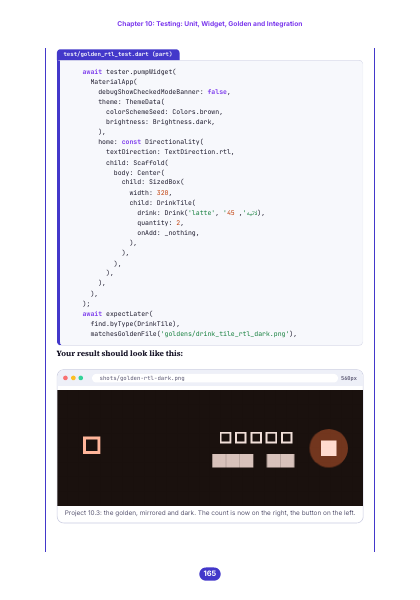 Chapter 10: Testing: Unit, Widget, Golden and Integration
test/golden_rtl_test.dart (part)
await tester.pumpWidget(
MaterialApp(
debugShowCheckedModeBanner: false,
theme: ThemeData(
colorSchemeSeed: Colors.brown,
brightness: Brightness.dark,
),
home: const Directionality(
textDirection: TextDirection.rtl,
child: Scaffold(
body: Center(
child: SizedBox(
width: 320,
child: DrinkTile(
drink: Drink('latte', '45 ,'),
quantity: 2,
onAdd: _nothing,
),
),
),
),
),
),
);
await expectLater(
find.byType(DrinkTile),
matchesGoldenFile('goldens/drink_tile_rtl_dark.png'),
Your result should look like this:
shots/golden-rtl-dark.png 560px
Project 10.3: the golden, mirrored and dark. The count is now on the right, the button on the left.
165